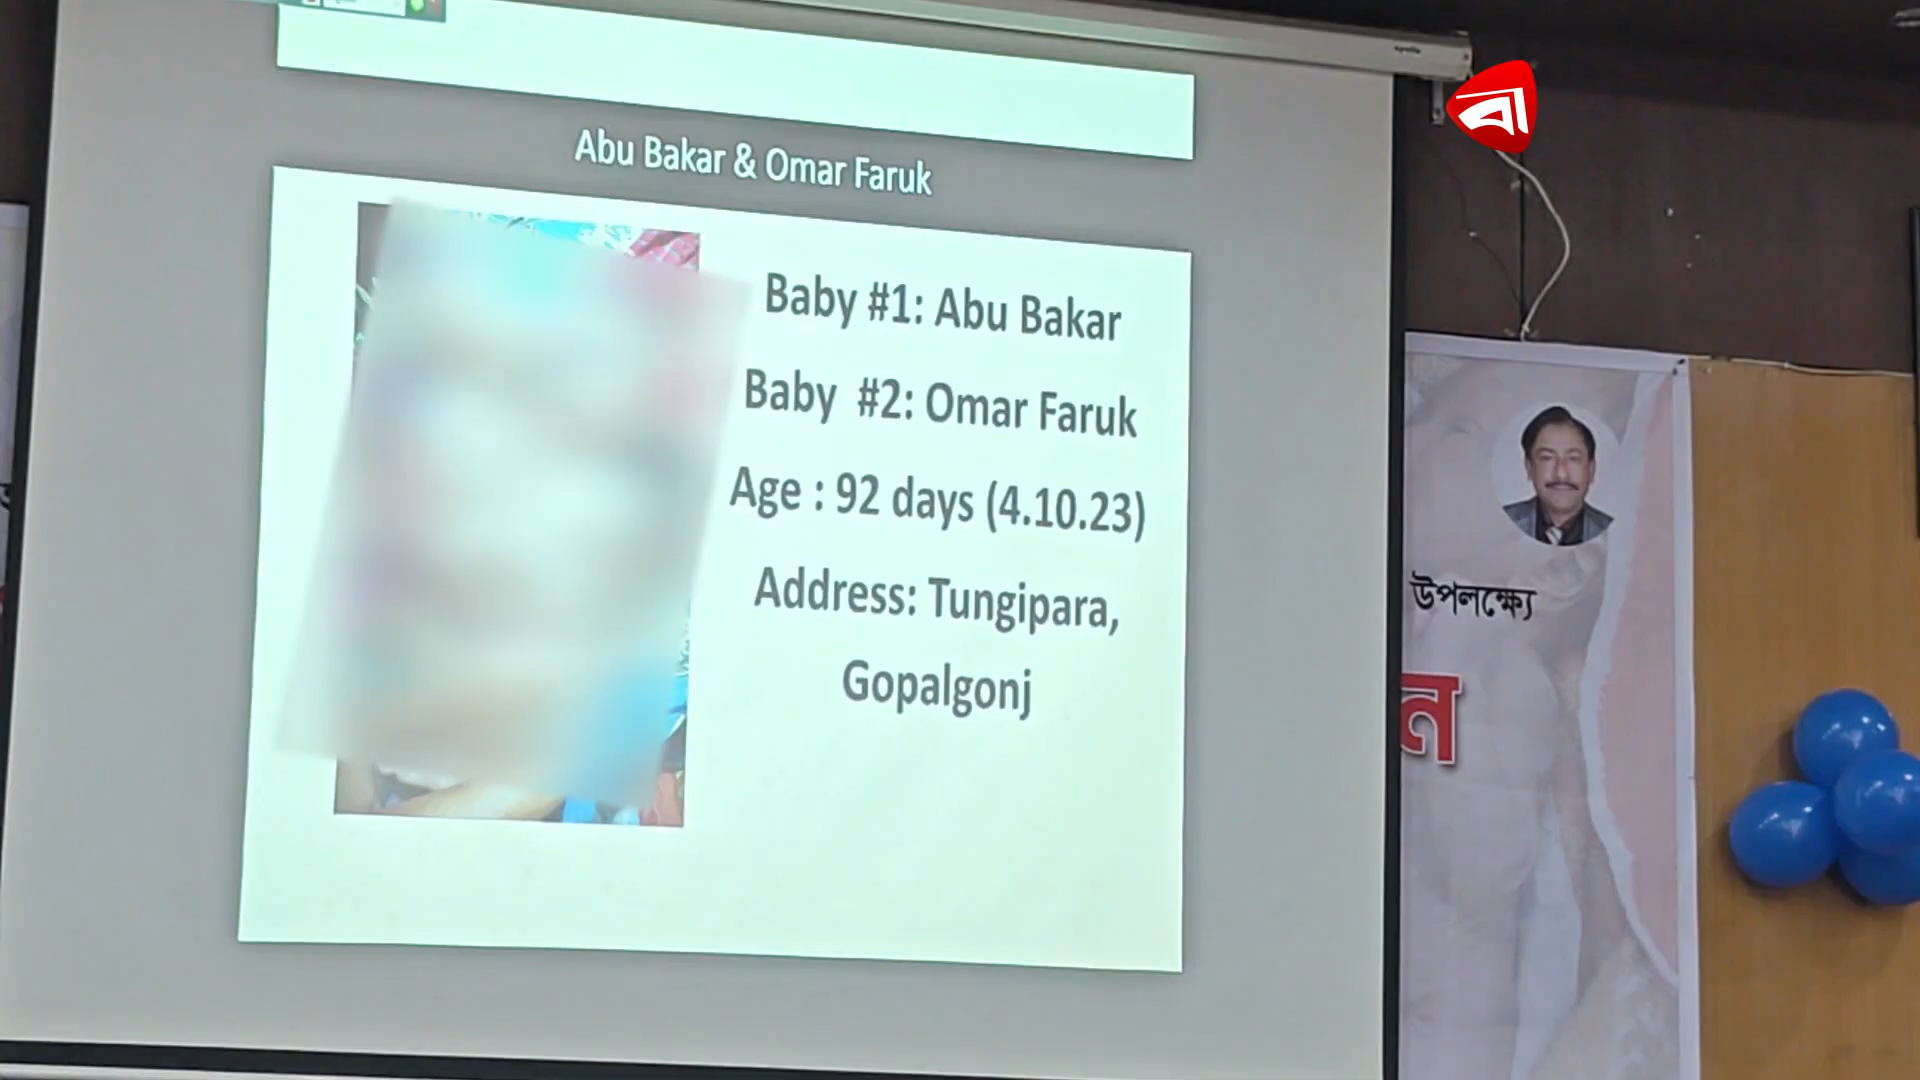 Abu Bakar & Omar Faruk
Baby #1: Abu Bakar
Baby #2: Omar Faruk
Age : 92 days (4.10.23)
Address: Tungipara,
Gopalgonj
উপলক্ষ্যে
ন
বা